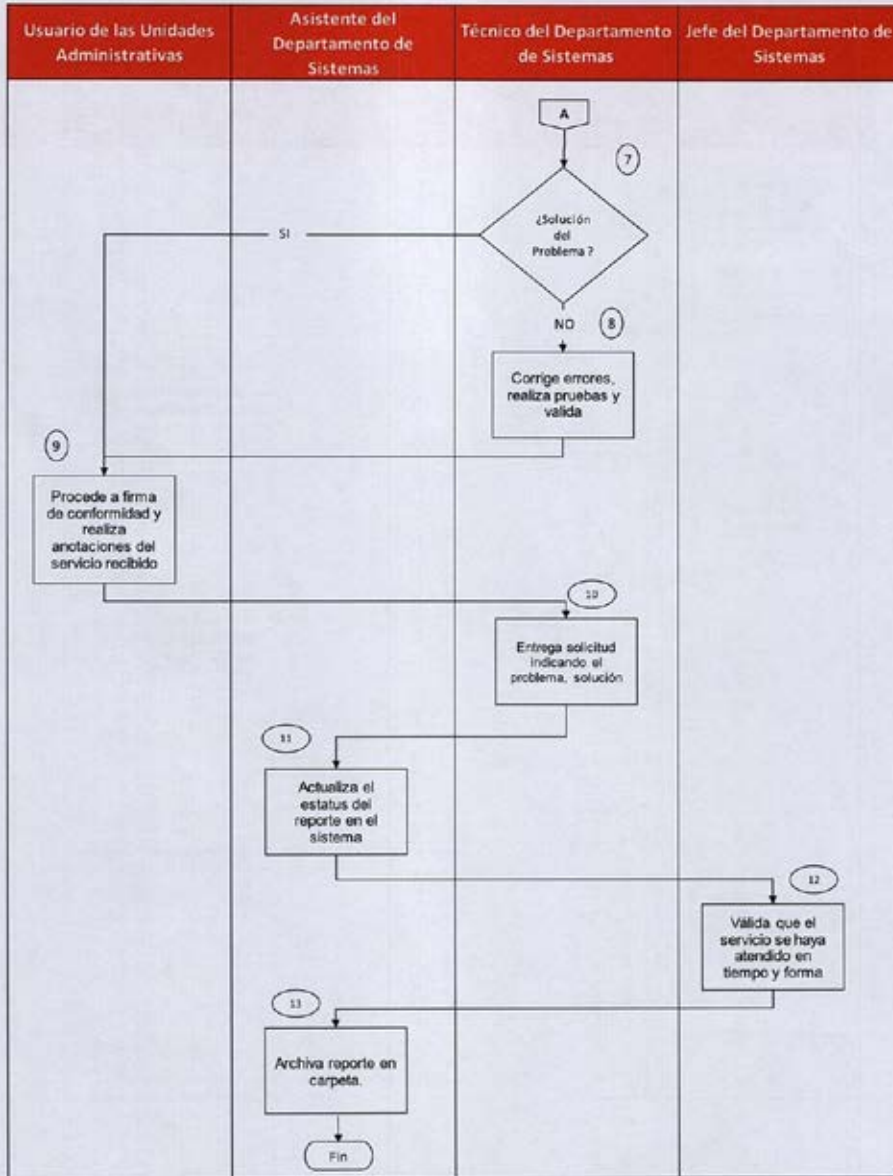 Usuario de las Unidades
Administrativas
Asistente del
Departamento de
Sistemas
Técnico del Departamento
de Sistemas
Jefe del Departamento de
Sistemas
A
7
¿Solución
del
Problema ?
SI
NO
8
Corrige errores,
realiza pruebas y
valida
9
Procede a firma
de conformidad y
realiza
anotaciones del
servicio recibido
10
Entrega solicitud
indicando el
problema, solución
11
Actualiza el
estatus del
reporte en el
sistema
12
Válida que el
servicio se haya
atendido en
tiempo y forma
13
Archiva reporte en
carpeta.
Fin